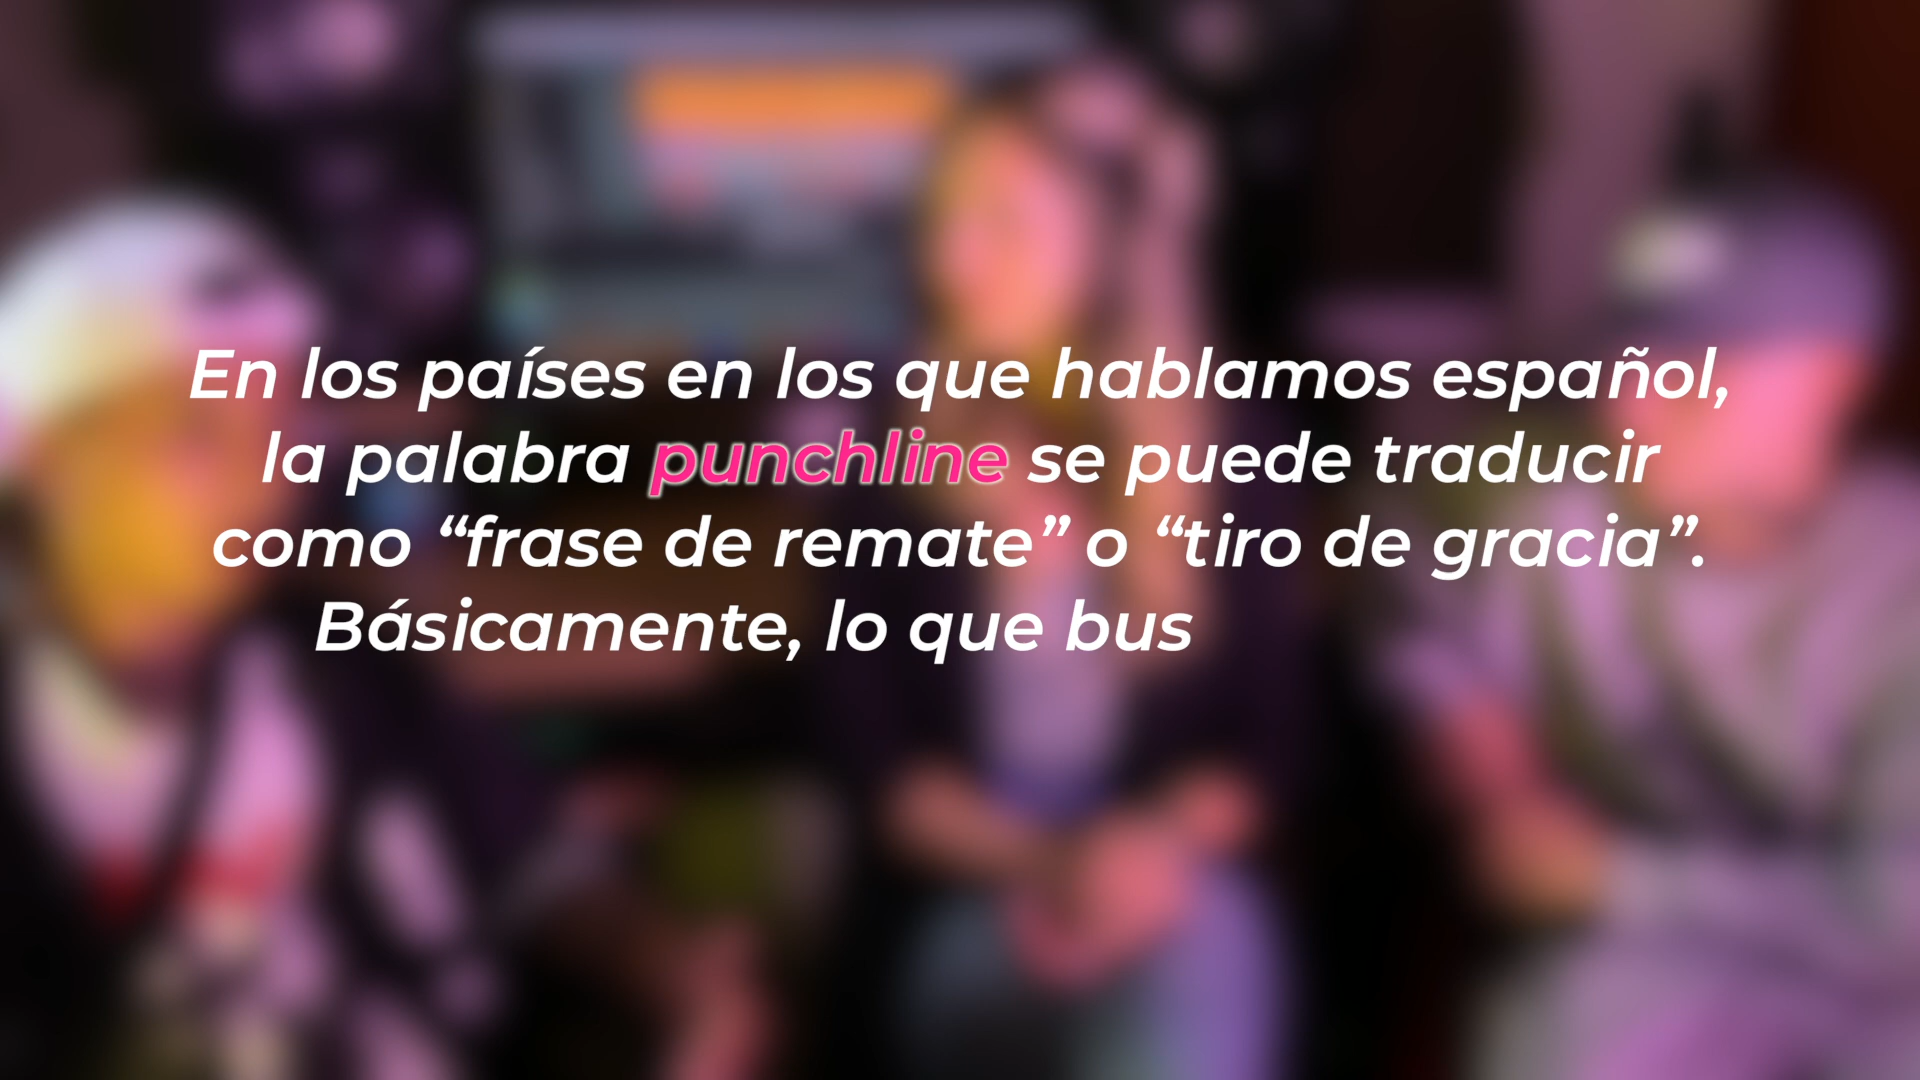 En los países en los que hablamos español,
la palabra punchline se puede traducir
como “frase de remate” o “tiro de gracia”.
Básicamente, lo que bus